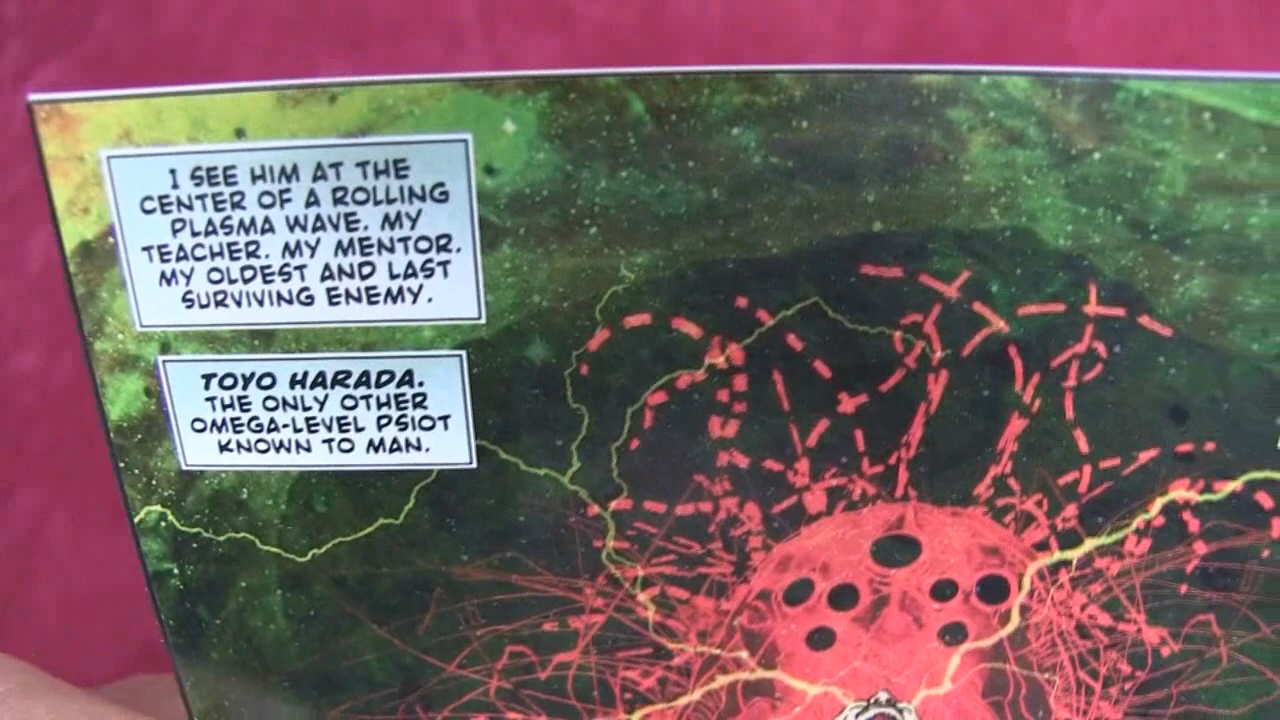 I SEE HIM AT THE
CENTER OF A ROLLING
PLASMA WAVE. MY
TEACHER. MY MENTOR.
MY OLDEST AND LAST
SURVIVING ENEMY.
TOYO HARADA.
THE ONLY OTHER
OMEGA-LEVEL PSIOT
KNOWN TO MAN.